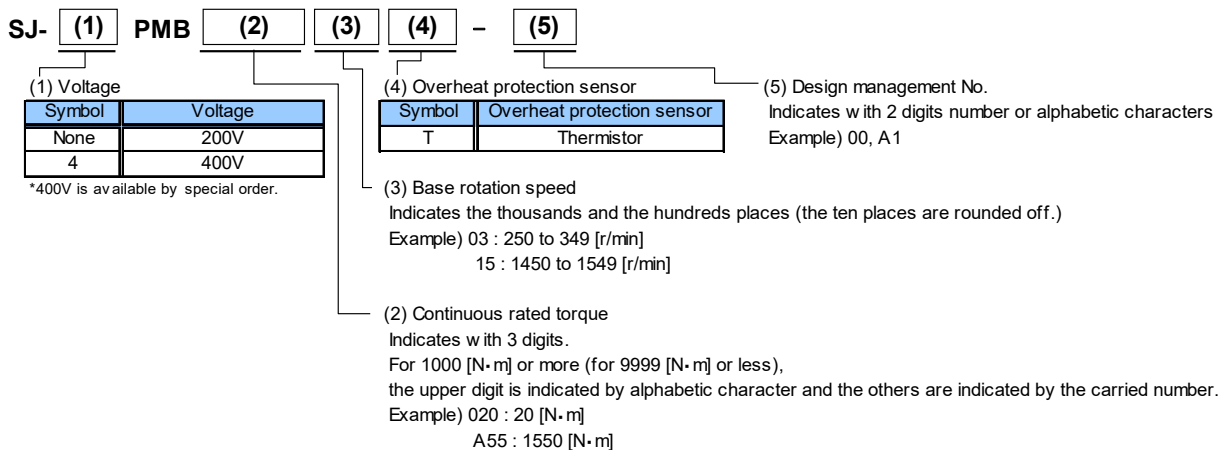 SJ- (1) PMB (2) (3) (4) – (5)
(1) Voltage
Symbol Voltage
None 200V
4 400V
*400V is available by special order.
(4) Overheat protection sensor
Symbol Overheat protection sensor
T Thermistor
(5) Design management No.
Indicates with 2 digits number or alphabetic characters
Example) 00, A1
(3) Base rotation speed
Indicates the thousands and the hundreds places (the ten places are rounded off.)
Example) 03 : 250 to 349 [r/min]
15 : 1450 to 1549 [r/min]
(2) Continuous rated torque
Indicates with 3 digits.
For 1000 [N·m] or more (for 9999 [N·m] or less),
the upper digit is indicated by alphabetic character and the others are indicated by the carried number.
Example) 020 : 20 [N·m]
A55 : 1550 [N·m]